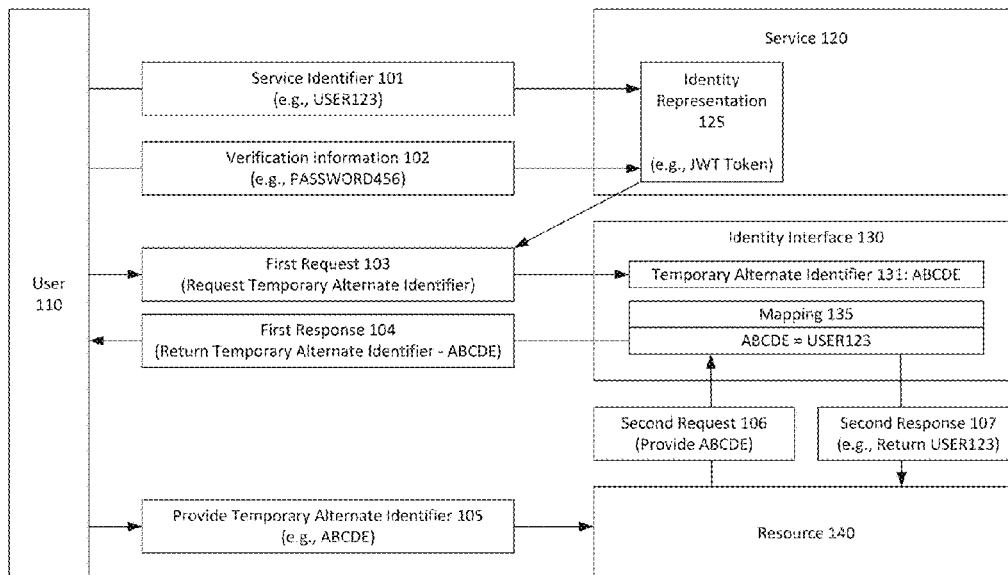 Service 120
Service Identifier 101
(e.g., USER123)
Identity
Representation
125
(e.g., JWT Token)
Verification information 102
(e.g., PASSWORD456)
Identity Interface 130
User
110
First Request 103
(Request Temporary Alternate Identifier)
Temporary Alternate Identifier 131: ABCDE
First Response 104
(Return Temporary Alternate Identifier - ABCDE)
Mapping 135
ABCDE = USER123
Second Request 106
(Provide ABCDE)
Second Response 107
(e.g., Return USER123)
Provide Temporary Alternate Identifier 105
(e.g., ABCDE)
Resource 140